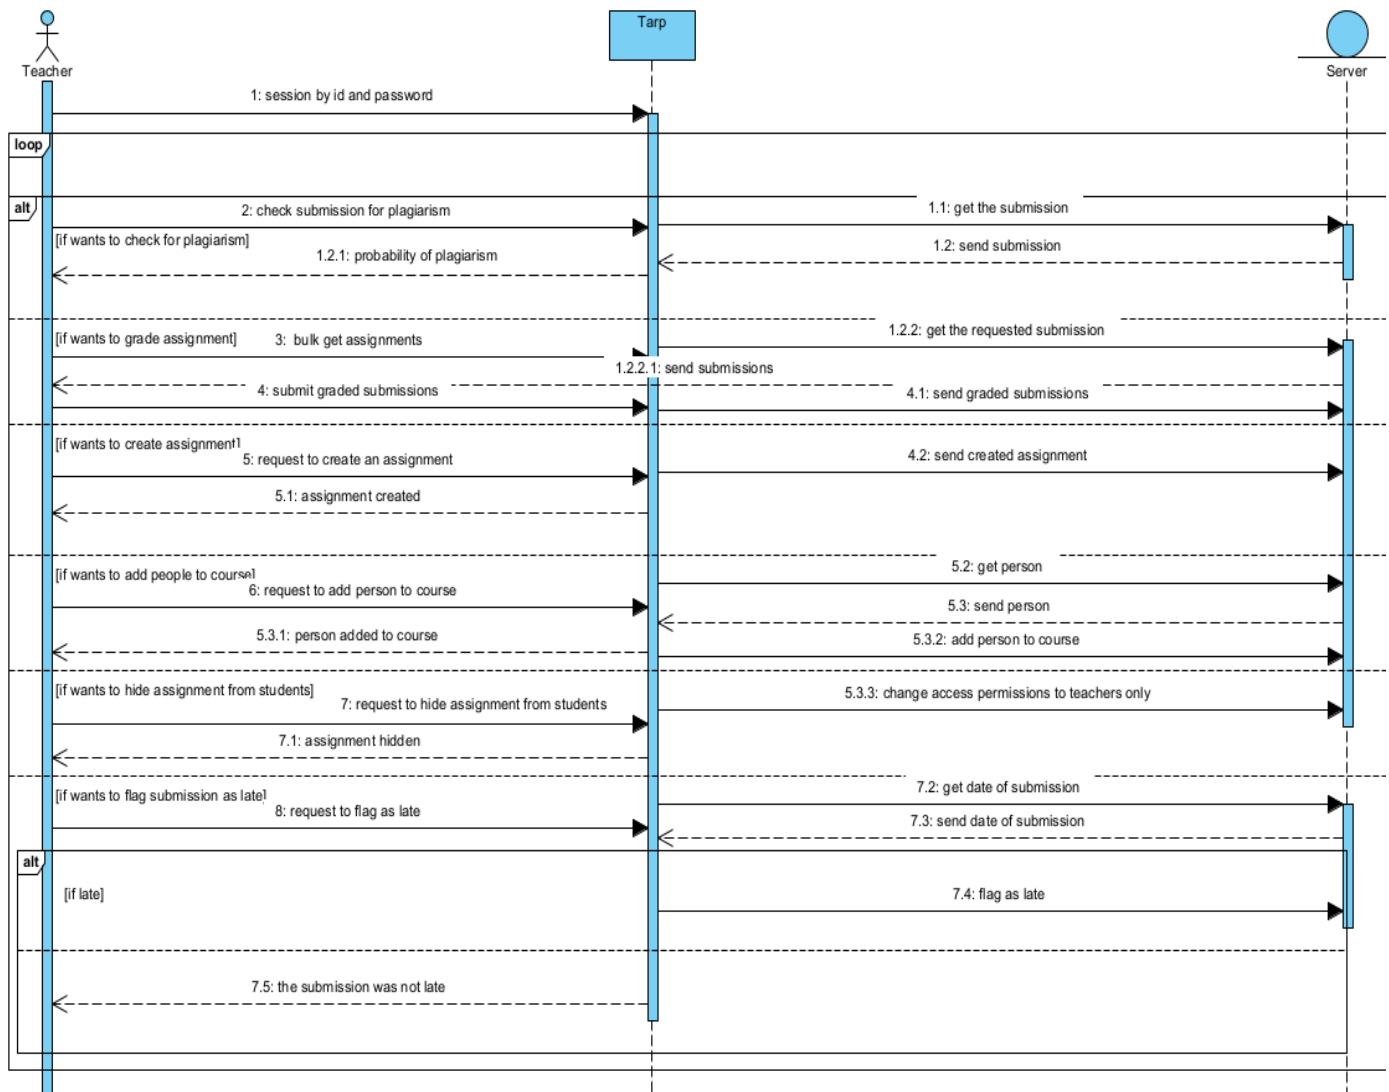 Tarp
Teacher
Server
1: session by id and password
loop
alt
2: check submission for plagiarism
1.1: get the submission
[if wants to check for plagiarism]
1.2: send submission
1.2.1: probability of plagiarism
[if wants to grade assignment]
3: bulk get assignments
1.2.2: get the requested submission
1.2.2.1: send submissions
4: submit graded submissions
4.1: send graded submissions
[if wants to create assignment]
5: request to create an assignment
4.2: send created assignment
5.1: assignment created
[if wants to add people to course]
5.2: get person
6: request to add person to course
5.3: send person
5.3.1: person added to course
5.3.2: add person to course
[if wants to hide assignment from students]
7: request to hide assignment from students
5.3.3: change access permissions to teachers only
7.1: assignment hidden
[if wants to flag submission as late]
7.2: get date of submission
8: request to flag as late
7.3: send date of submission
alt
[if late]
7.4: flag as late
7.5: the submission was not late